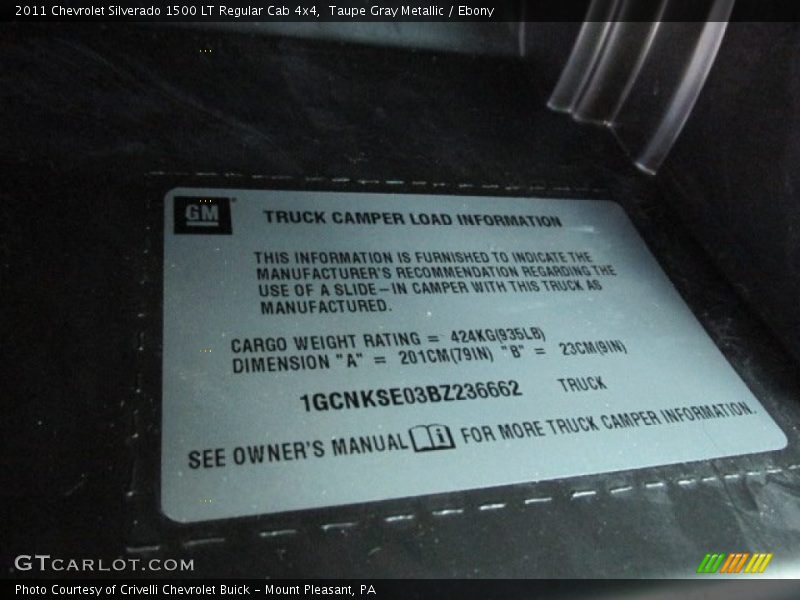 2011 Chevrolet Silverado 1500 LT Regular Cab 4x4, Taupe Gray Metallic / Ebony
GM
TRUCK CAMPER LOAD INFORMATION
THIS INFORMATION IS FURNISHED TO INDICATE THE
MANUFACTURER'S RECOMMENDATION REGARDING THE
USE OF A SLIDE-IN CAMPER WITH THIS TRUCK AS
MANUFACTURED.
CARGO WEIGHT RATING = 424KG(935LB)
DIMENSION "A" = 201CM(79IN) "B" = 23CM(9IN)
1GCNKSE03BZ236662 TRUCK
SEE OWNER'S MANUAL FOR MORE TRUCK CAMPER INFORMATION.
GTCARLOT.COM
Photo Courtesy of Crivelli Chevrolet Buick - Mount Pleasant, PA